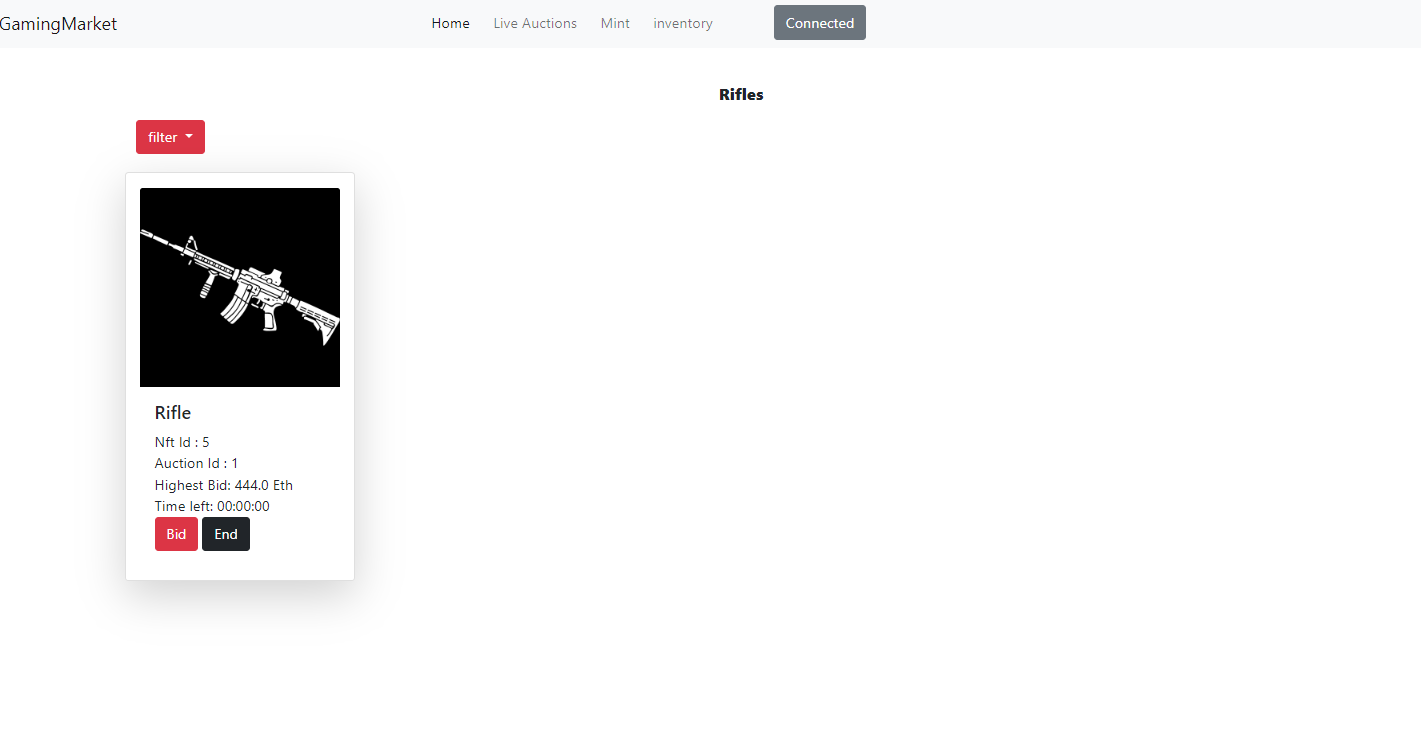 GamingMarket Home Live Auctions Mint inventory Connected
Rifles
filter
Rifle
Nft Id : 5
Auction Id : 1
Highest Bid: 444.0 Eth
Time left: 00:00:00
Bid End